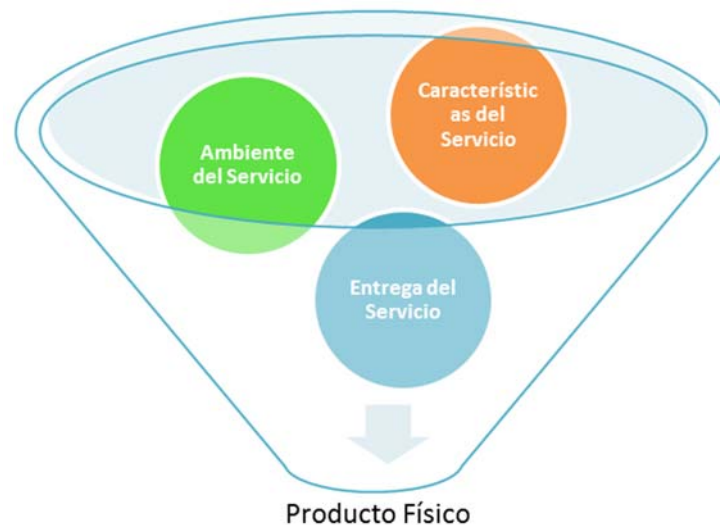 Característic
as del
Servicio
Ambiente
del Servicio
Entrega del
Servicio
Producto Físico